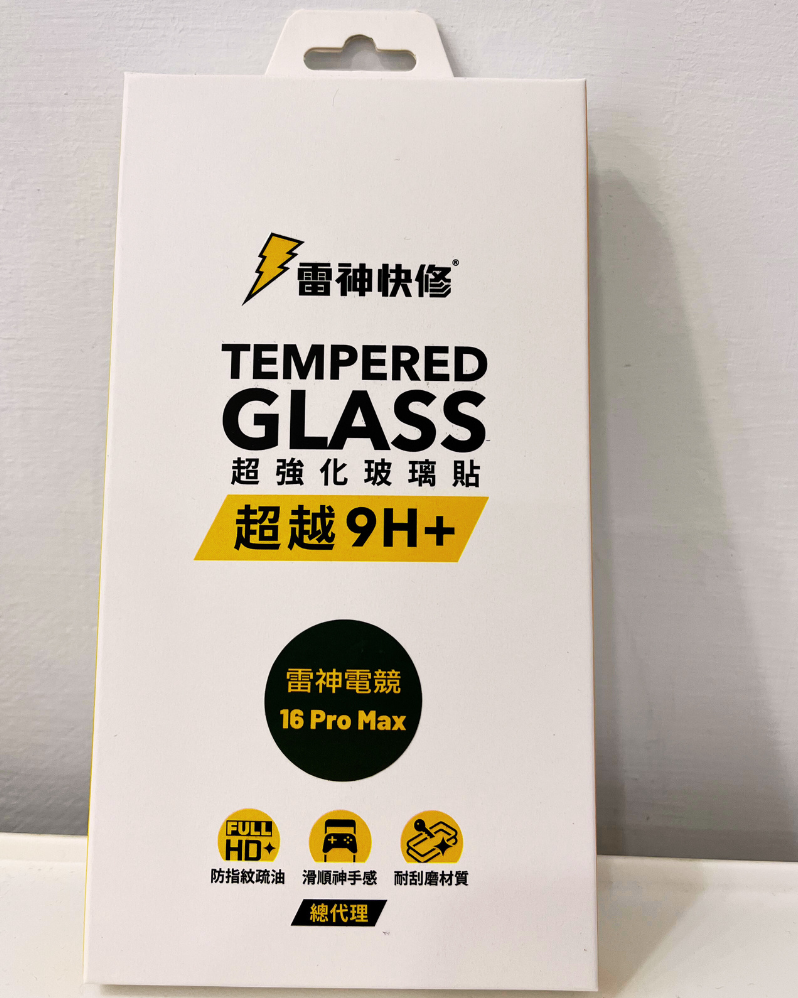 雷神快修®
TEMPERED
GLASS
超強化玻璃貼
超越9H+
雷神電競
16 Pro Max
FULL
HD+
防指紋疏油 滑順神手感 耐刮磨材質
總代理